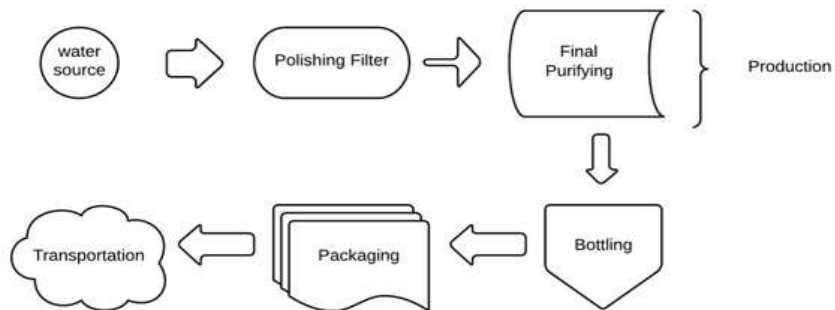 water
source
Polishing Filter
Final
Purifying
Production
Transportation
Packaging
Bottling